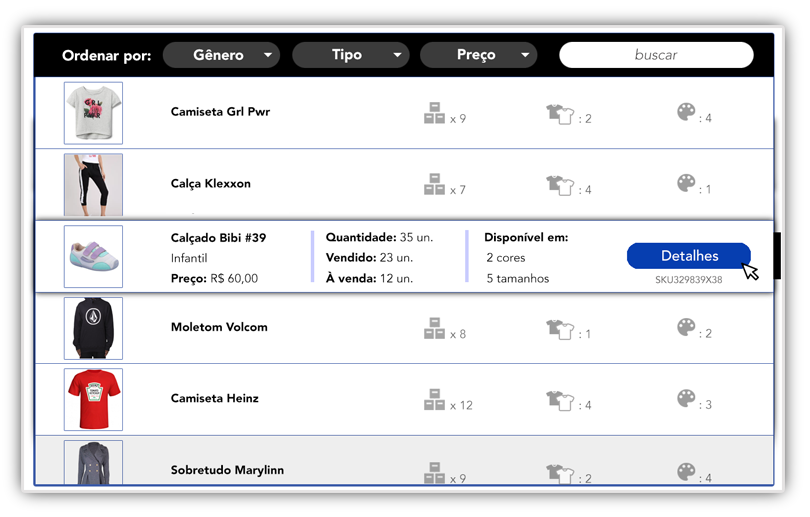 Ordenar por: Gênero Tipo Preço buscar
GRL
PWR
Camiseta Grl Pwr x 9 : 2 : 4
Calça Klexxon x 7 : 4 : 1
Calçado Bibi #39 Quantidade: 35 un. Disponível em:
Infantil Vendido: 23 un. 2 cores Detalhes
Preço: R$ 60,00 À venda: 12 un. 5 tamanhos SKU329839X38
Moletom Volcom x 8 : 1 : 2
HEINZ
Camiseta Heinz x 12 : 4 : 3
Sobretudo Marylinn x 9 : 2 : 4